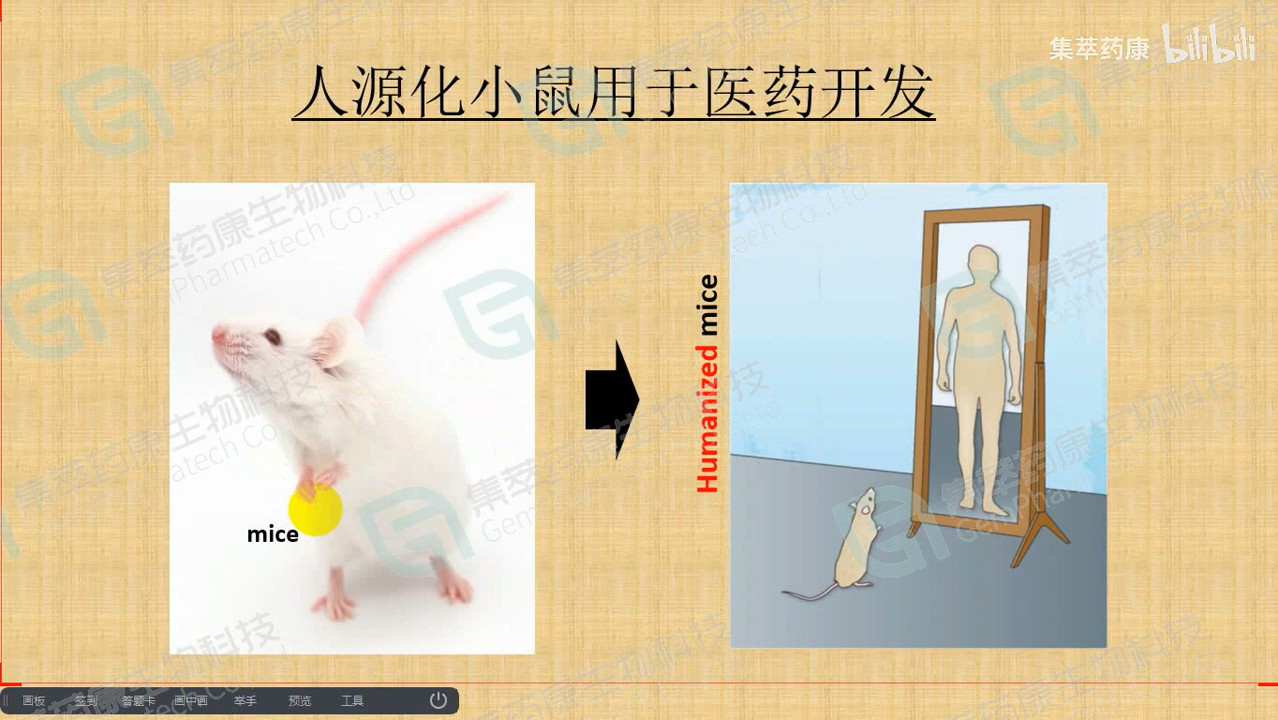 集萃药康 bilibili
人源化小鼠用于医药开发
mice
Humanized mice
集萃药康生物科技
GemPharmatech Co.,Ltd
画板 签到 答题卡 画中画 举手 预览 工具